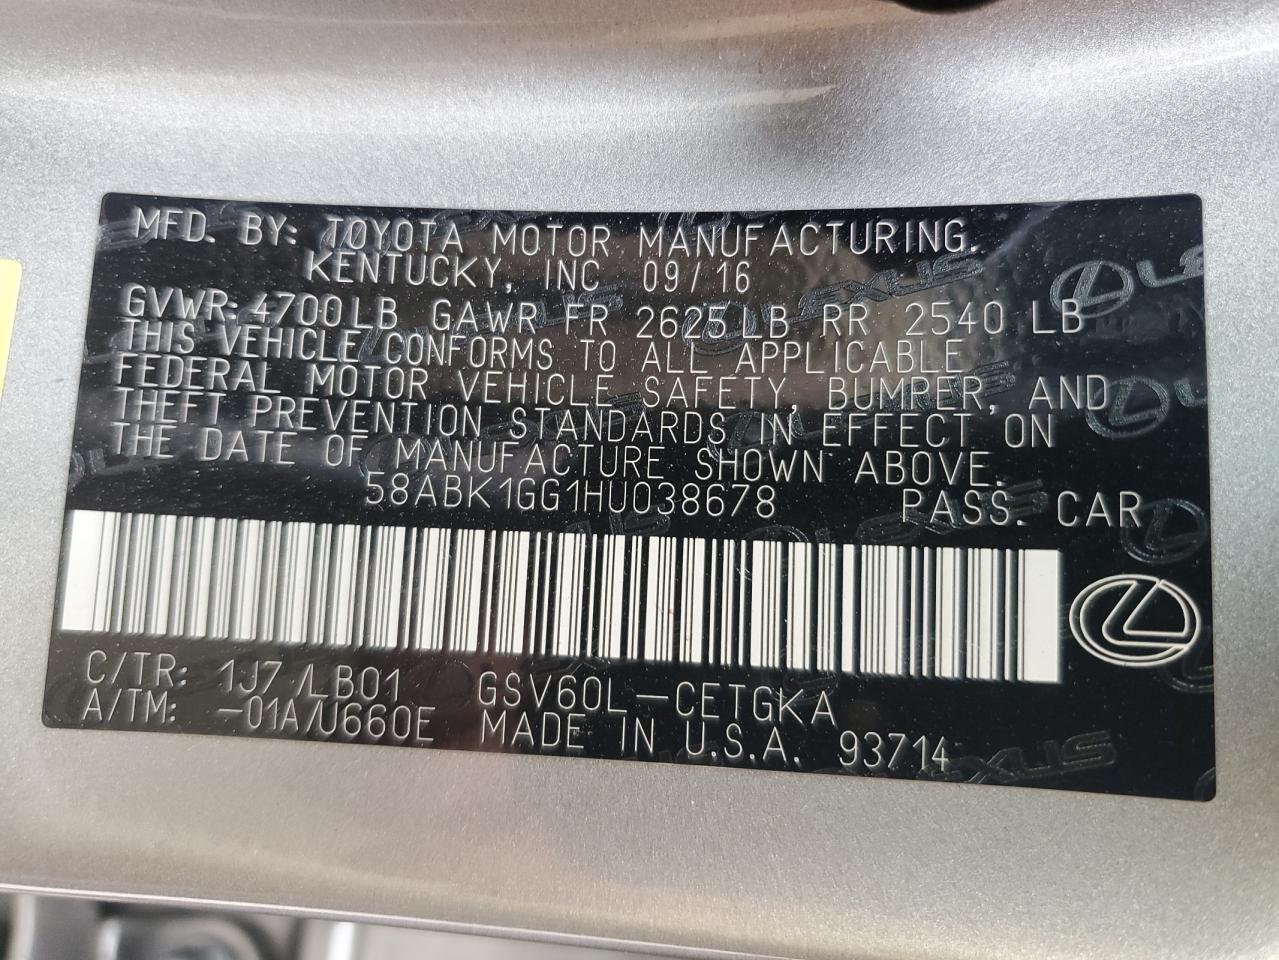 MFD. BY: TOYOTA MOTOR MANUFACTURING.
KENTUCKY, INC 09/16
GVWR: 4700LB GAWR FR 2625LB RR 2540 LB
THIS VEHICLE CONFORMS TO ALL APPLICABLE
FEDERAL MOTOR VEHICLE SAFETY, BUMPER, AND
THEFT PREVENTION STANDARDS IN EFFECT ON
THE DATE OF MANUFACTURE SHOWN ABOVE.
58ABK1GG1HU038678 PASS. CAR
C/TR: 1J7 /LB01 GSV60L-CETGKA
A/TM: -01A/U660E MADE IN U.S.A. 93714